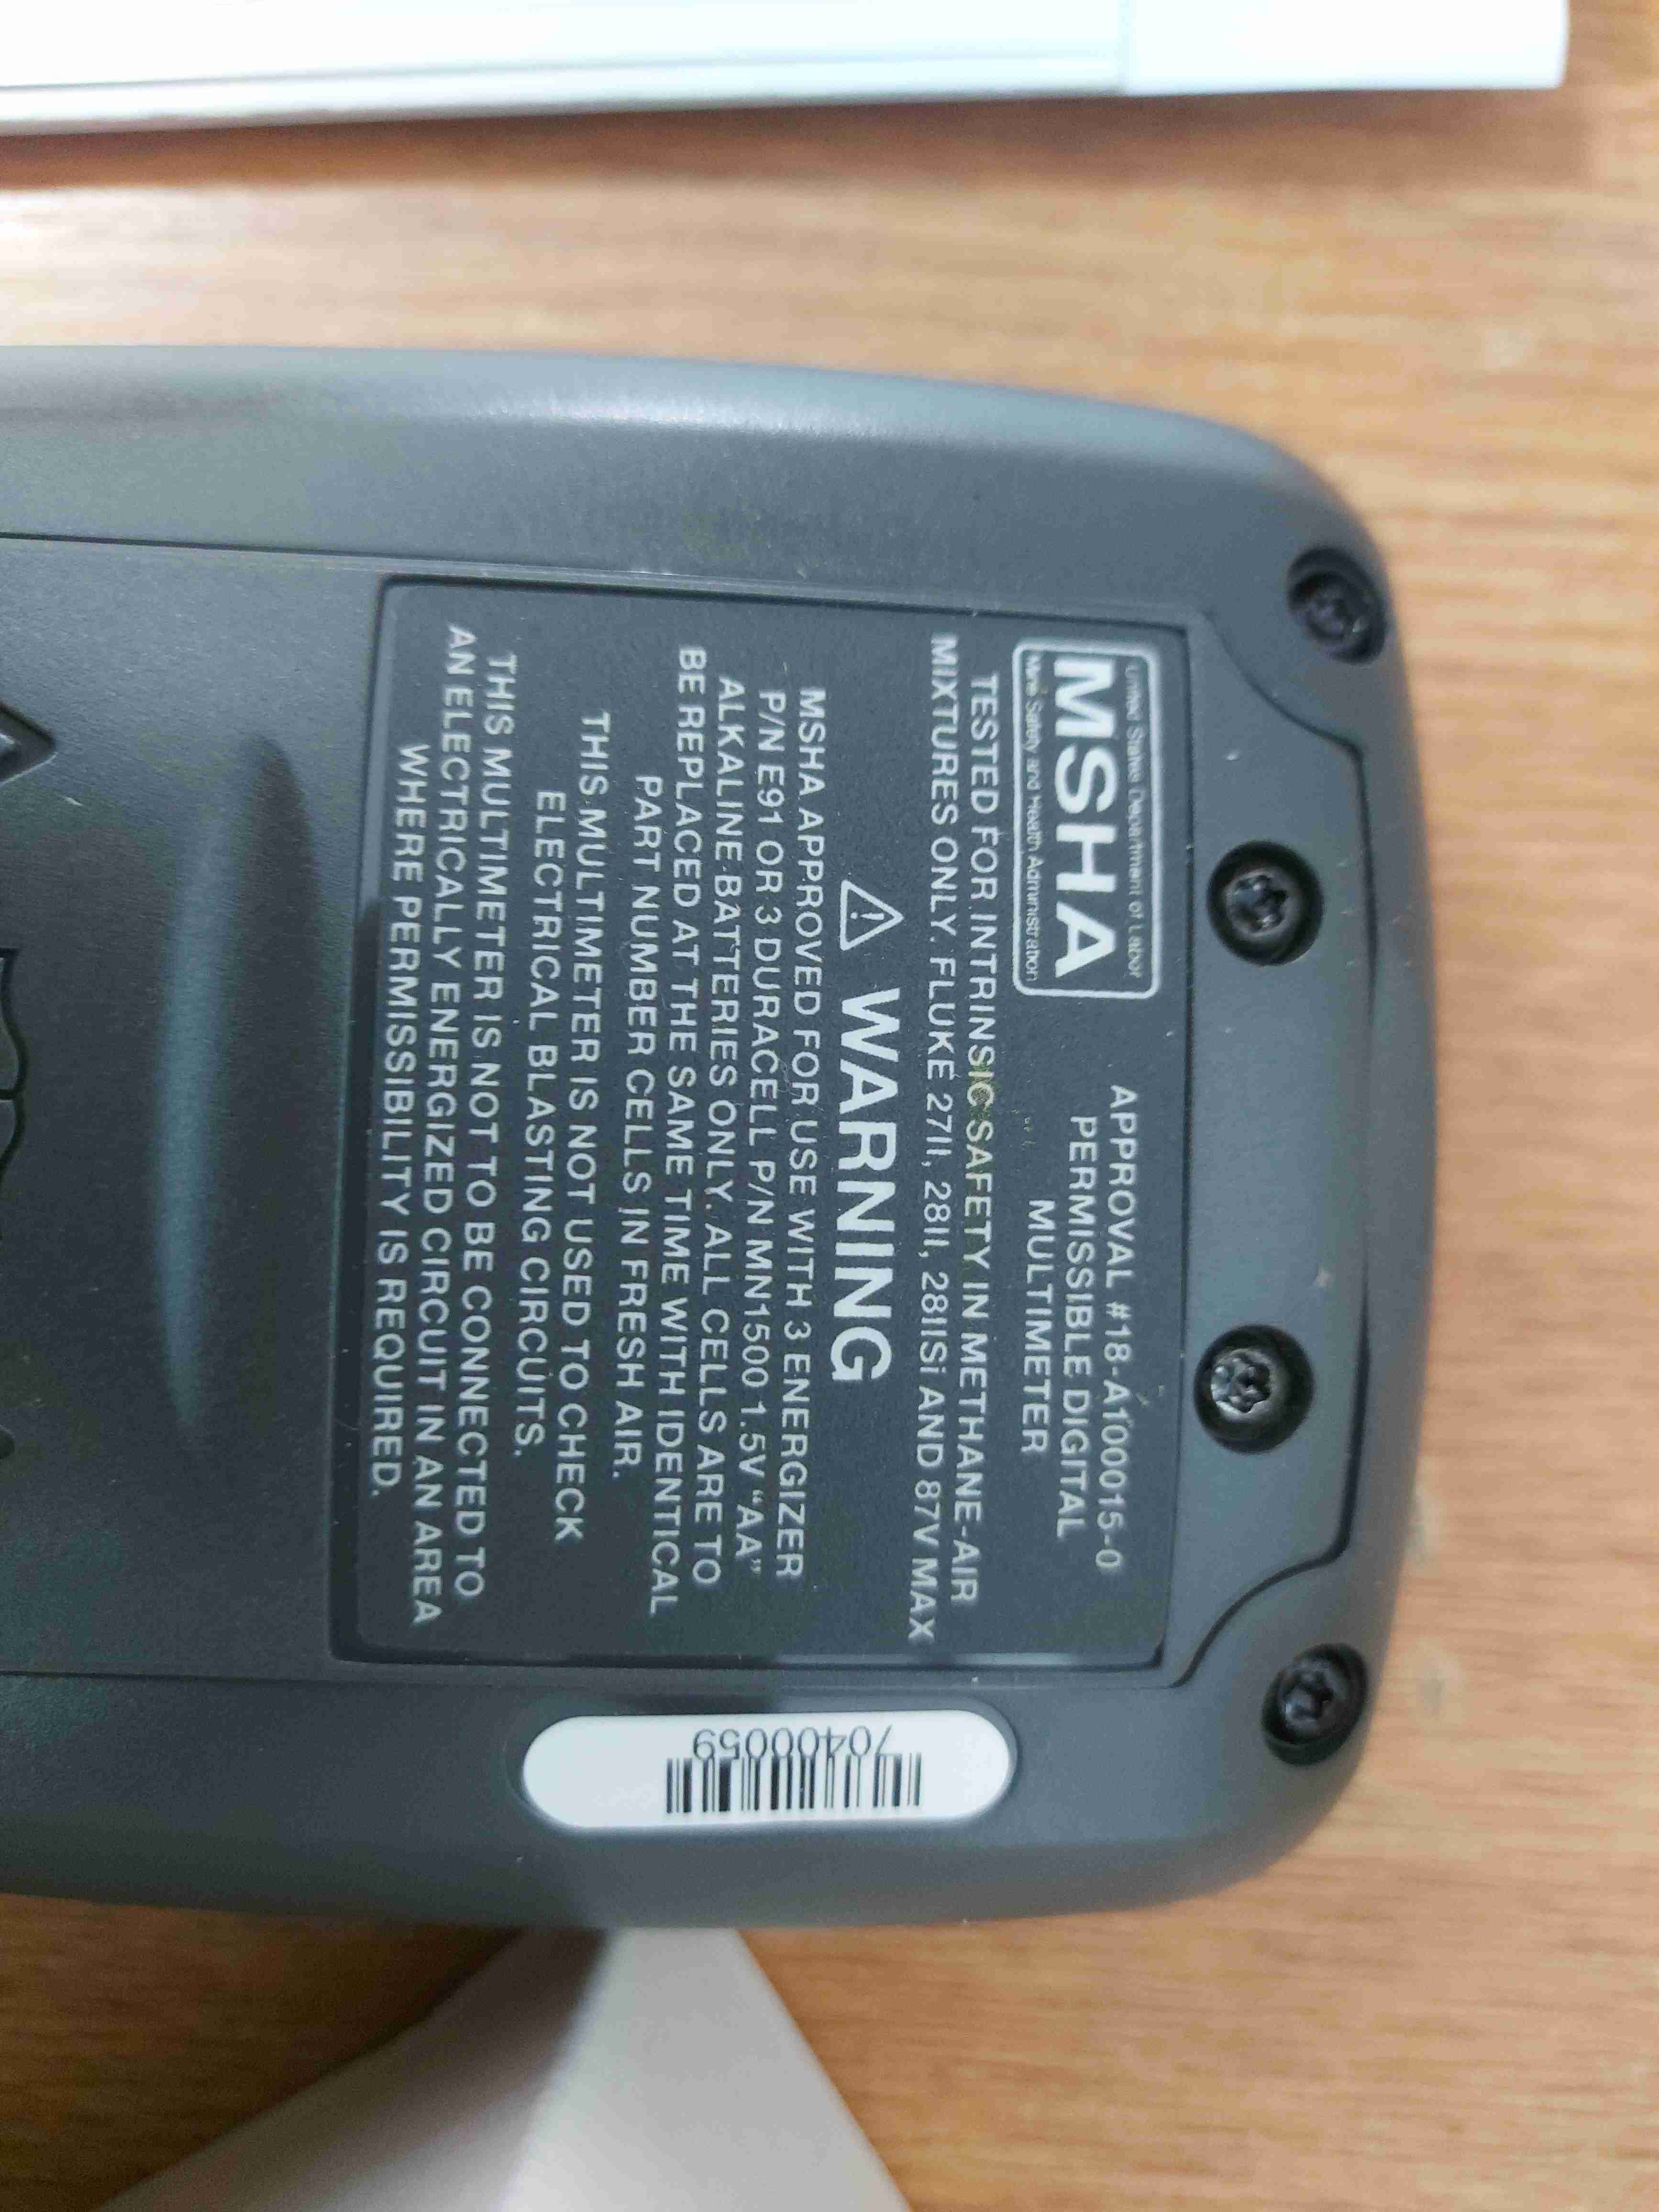 United States Department of Labor
MSHA
Mine Safety and Health Administration
APPROVAL #18-A100015-0
PERMISSIBLE DIGITAL
MULTIMETER
TESTED FOR INTRINSIC SAFETY IN METHANE-AIR
MIXTURES ONLY. FLUKE 27II, 28II, 28IISi AND 87V MAX
WARNING
MSHA APPROVED FOR USE WITH 3 ENERGIZER
P/N E91 OR 3 DURACELL P/N MN1500 1.5V “AA”
ALKALINE BATTERIES ONLY. ALL CELLS ARE TO
BE REPLACED AT THE SAME TIME WITH IDENTICAL
PART NUMBER CELLS IN FRESH AIR.
THIS MULTIMETER IS NOT USED TO CHECK
ELECTRICAL BLASTING CIRCUITS.
THIS MULTIMETER IS NOT TO BE CONNECTED TO
AN ELECTRICALLY ENERGIZED CIRCUIT IN AN AREA
WHERE PERMISSIBILITY IS REQUIRED.
70400059